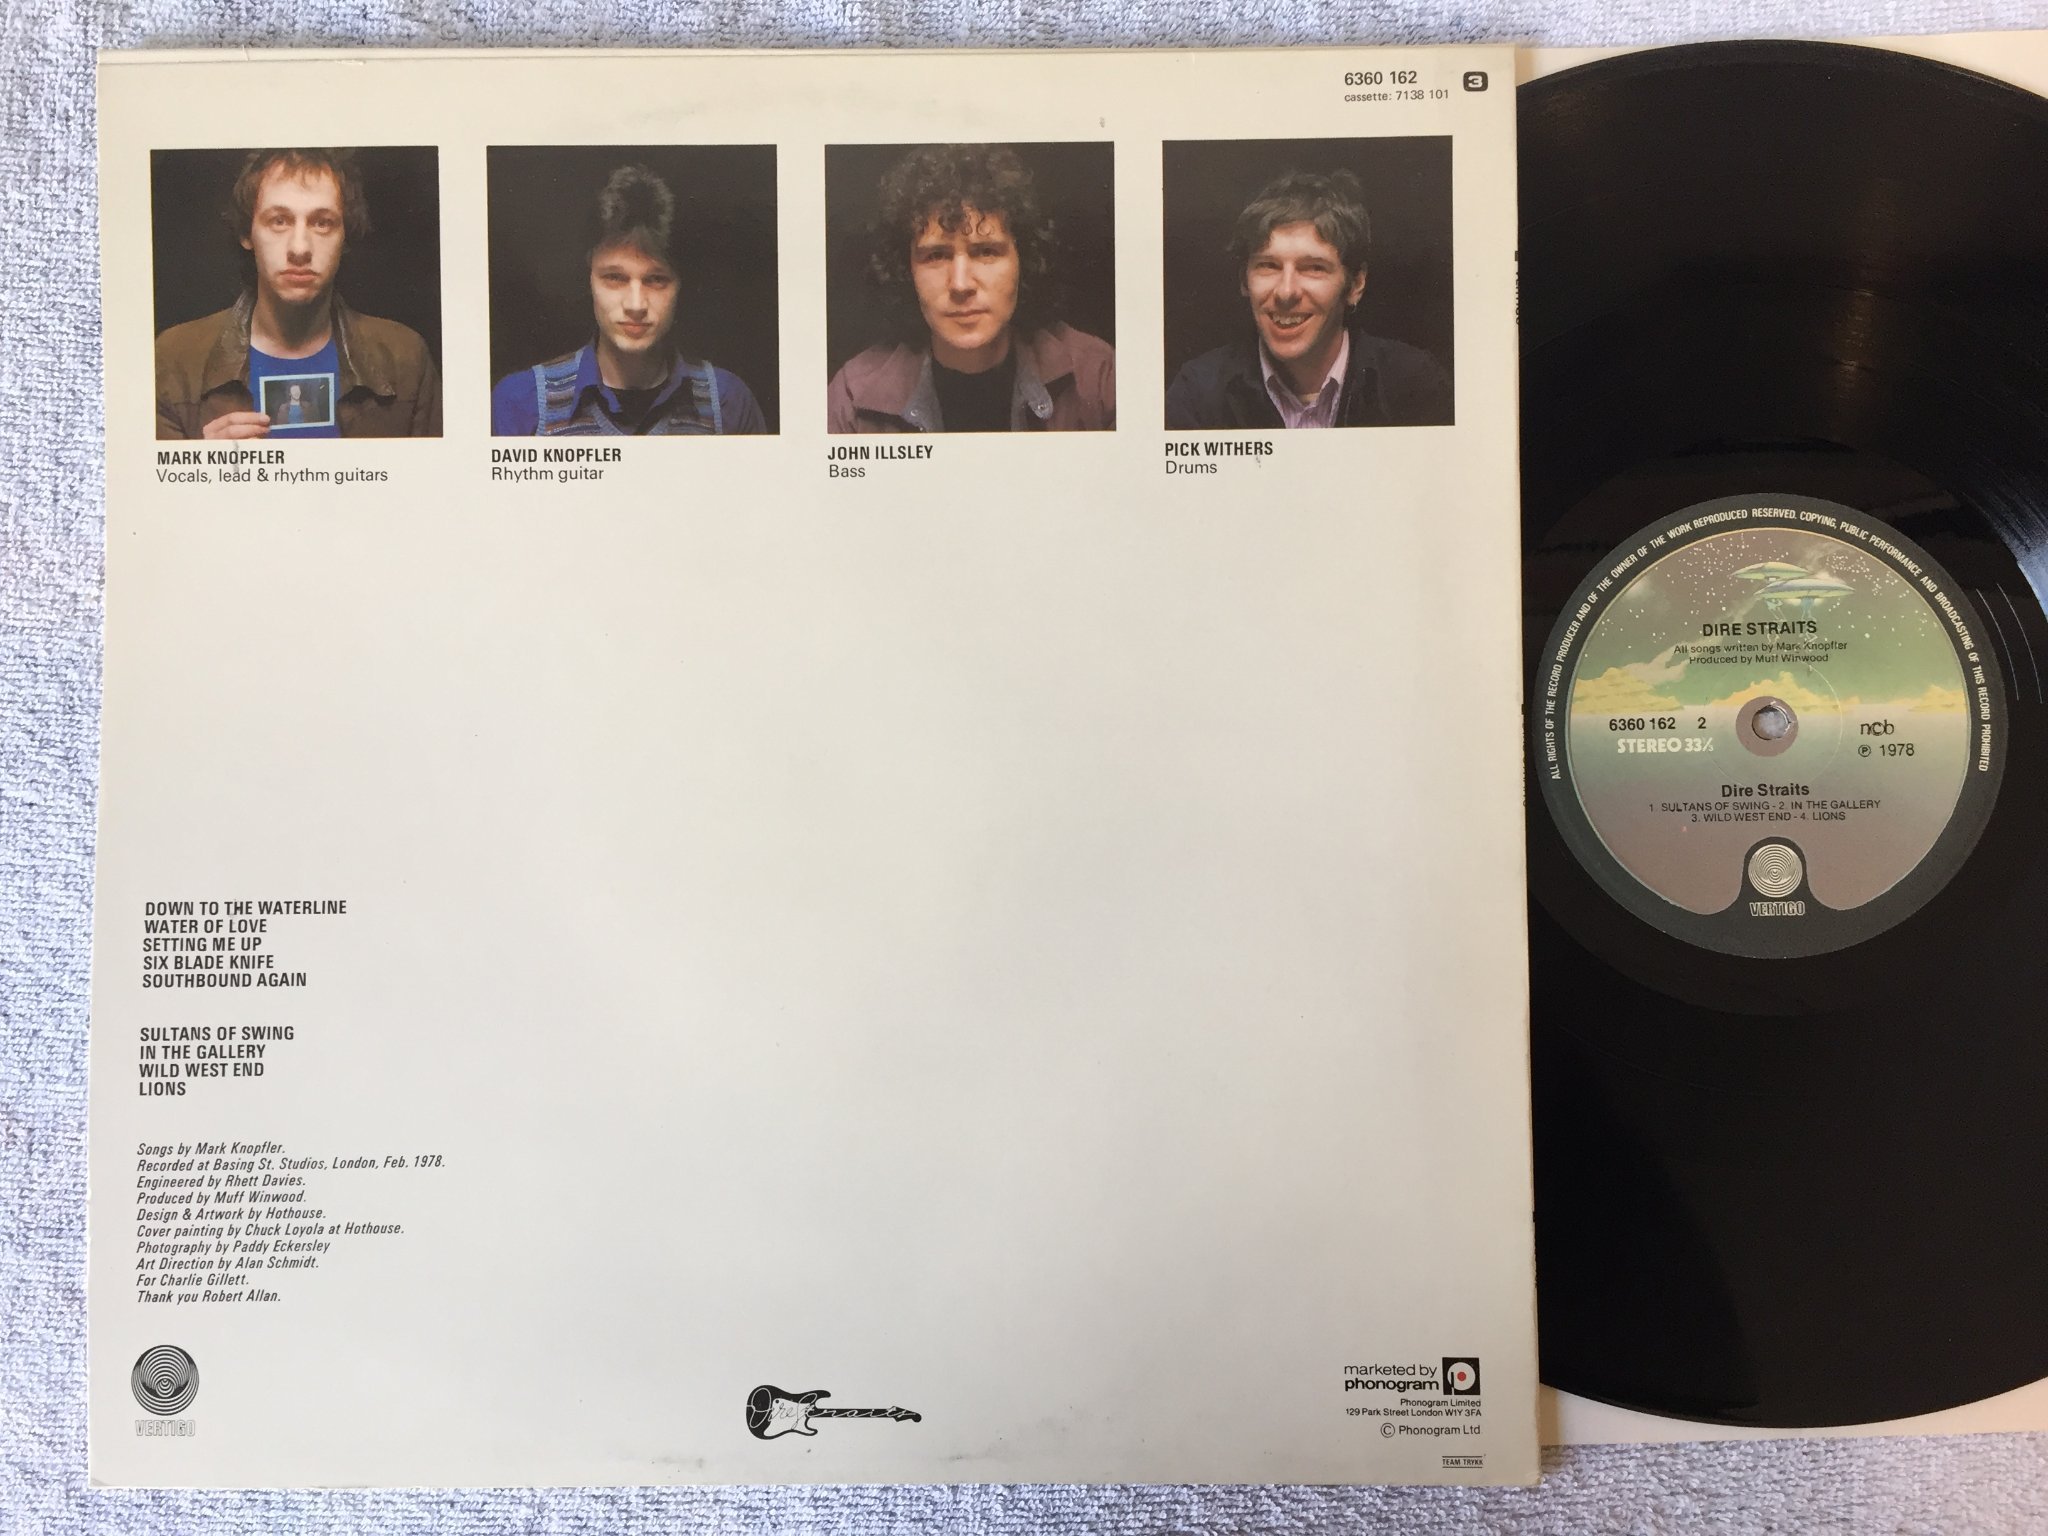 6360 162 3
cassette: 7138 101
MARK KNOPFLER
Vocals, lead & rhythm guitars
DAVID KNOPFLER
Rhythm guitar
JOHN ILLSLEY
Bass
PICK WITHERS
Drums
DOWN TO THE WATERLINE
WATER OF LOVE
SETTING ME UP
SIX BLADE KNIFE
SOUTHBOUND AGAIN
SULTANS OF SWING
IN THE GALLERY
WILD WEST END
LIONS
Songs by Mark Knopfler.
Recorded at Basing St. Studios, London, Feb. 1978.
Engineered by Rhett Davies.
Produced by Muff Winwood.
Design & Artwork by Hothouse.
Cover painting by Chuck Loyola at Hothouse.
Photography by Paddy Eckersley
Art Direction by Alan Schmidt.
For Charlie Gillett.
Thank you Robert Allan.
VERTIGO
Dire Straits
marketed by
phonogram
Phonogram Limited
129 Park Street London W1Y 3FA
© Phonogram Ltd
TEAM TRYKK
ALL RIGHTS OF THE RECORD PRODUCER AND OF THE OWNER OF THE WORK REPRODUCED RESERVED. COPYING, PUBLIC PERFORMANCE AND BROADCASTING OF THIS RECORD PROHIBITED
DIRE STRAITS
All songs written by Mark Knopfler
Produced by Muff Winwood
6360 162 2
STEREO 33⅓
ncb
℗ 1978
Dire Straits
1. SULTANS OF SWING - 2. IN THE GALLERY
3. WILD WEST END - 4. LIONS
VERTIGO